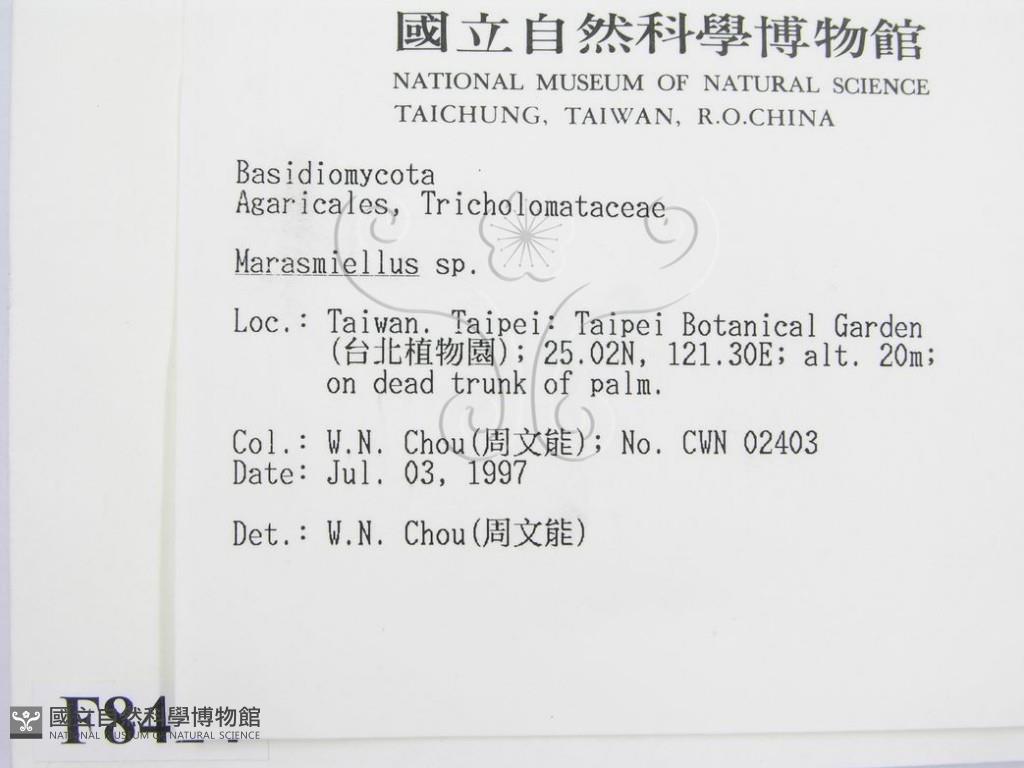 國立自然科學博物館
NATIONAL MUSEUM OF NATURAL SCIENCE
TAICHUNG, TAIWAN, R.O.CHINA
Basidiomycota
Agaricales, Tricholomataceae
Marasmiellus sp.
Loc.: Taiwan. Taipei: Taipei Botanical Garden
(台北植物園); 25.02N, 121.30E; alt. 20m;
on dead trunk of palm.
Col.: W.N. Chou(周文能); No. CWN 02403
Date: Jul. 03, 1997
Det.: W.N. Chou(周文能)
國立自然科學博物館
NATIONAL MUSEUM OF NATURAL SCIENCE